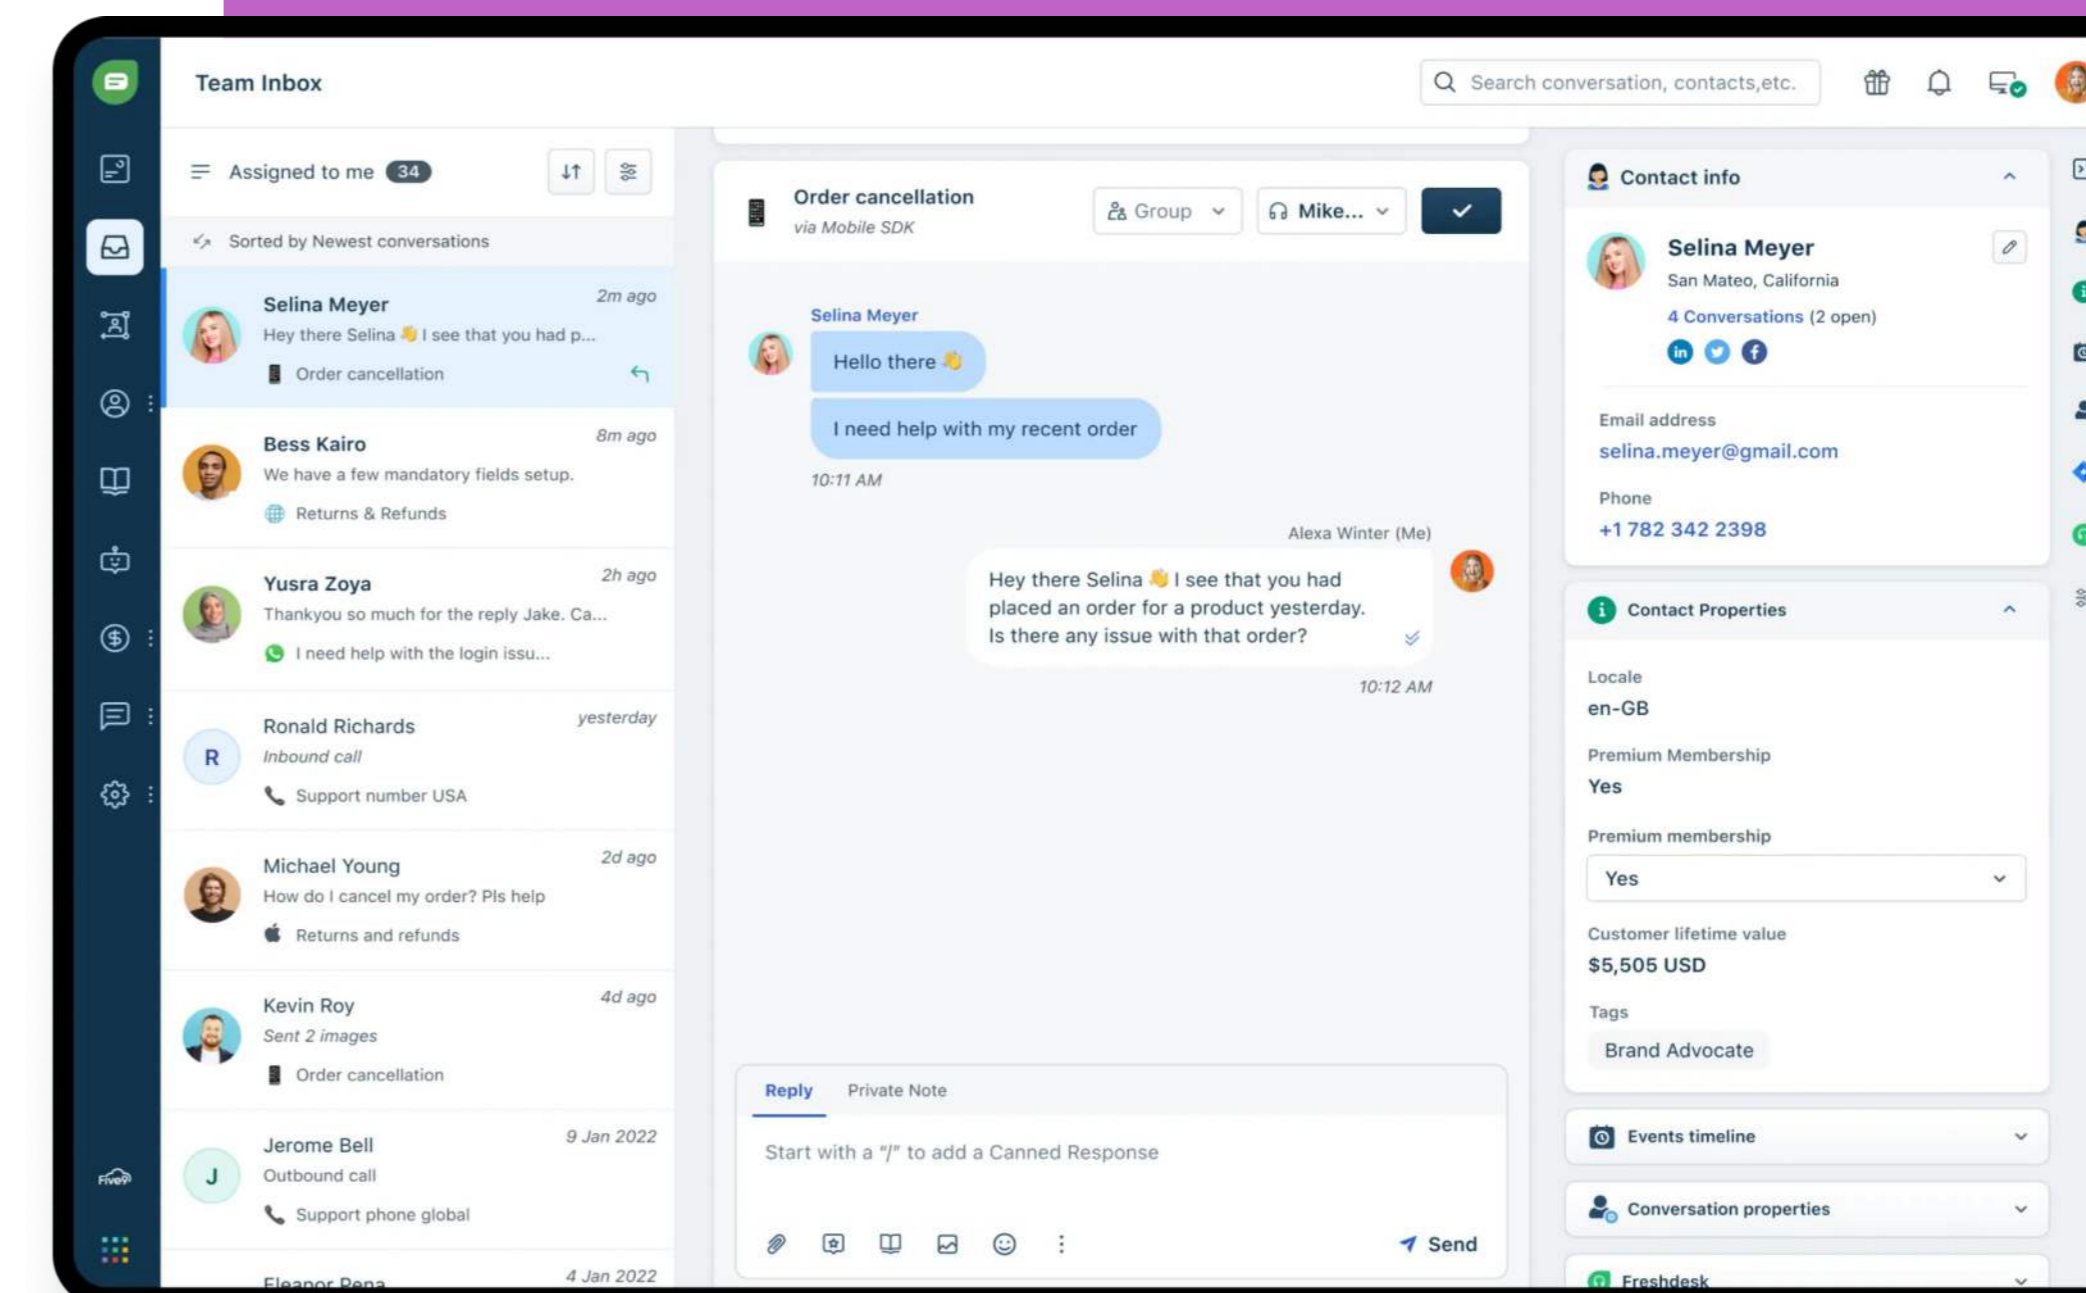 Team Inbox
Search conversation, contacts,etc.
Assigned to me 34
Sorted by Newest conversations
Selina Meyer
2m ago
Hey there Selina 👋 I see that you had p...
Order cancellation
Bess Kairo
8m ago
We have a few mandatory fields setup.
Returns & Refunds
Yusra Zoya
2h ago
Thankyou so much for the reply Jake. Ca...
I need help with the login issu...
R
Ronald Richards
yesterday
Inbound call
Support number USA
Michael Young
2d ago
How do I cancel my order? Pls help
Returns and refunds
Kevin Roy
4d ago
Sent 2 images
Order cancellation
J
Jerome Bell
9 Jan 2022
Outbound call
Support phone global
Eleanor Pena
4 Jan 2022
Five9
Order cancellation
via Mobile SDK
Group
Mike...
Selina Meyer
Hello there 👋
I need help with my recent order
10:11 AM
Alexa Winter (Me)
Hey there Selina 👋 I see that you had
placed an order for a product yesterday.
Is there any issue with that order?
10:12 AM
Reply
Private Note
Start with a "/" to add a Canned Response
Send
Contact info
Selina Meyer
San Mateo, California
4 Conversations (2 open)
in
Email address
selina.meyer@gmail.com
Phone
+1 782 342 2398
Contact Properties
Locale
en-GB
Premium Membership
Yes
Premium membership
Yes
Customer lifetime value
$5,505 USD
Tags
Brand Advocate
Events timeline
Conversation properties
Freshdesk